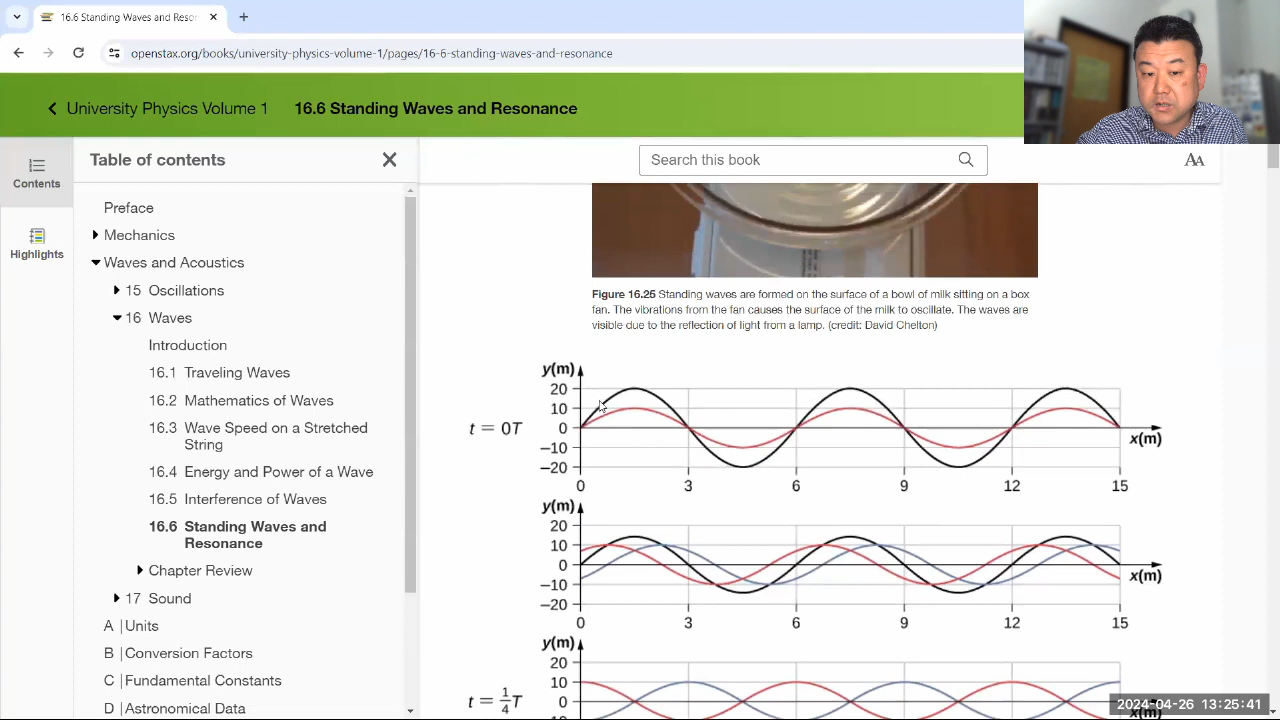 16.6 Standing Waves and Reso
openstax.org/books/university-physics-volume-1/pages/16-6-standing-waves-and-resonance
University Physics Volume 1
16.6 Standing Waves and Resonance
Contents
Highlights
Table of contents
Preface
Mechanics
Waves and Acoustics
15 Oscillations
16 Waves
Introduction
16.1 Traveling Waves
16.2 Mathematics of Waves
16.3 Wave Speed on a Stretched
String
16.4 Energy and Power of a Wave
16.5 Interference of Waves
16.6 Standing Waves and
Resonance
Chapter Review
17 Sound
A | Units
B | Conversion Factors
C | Fundamental Constants
D | Astronomical Data
Search this book
AA
Figure 16.25 Standing waves are formed on the surface of a bowl of milk sitting on a box
fan. The vibrations from the fan causes the surface of the milk to oscillate. The waves are
visible due to the reflection of light from a lamp. (credit: David Chelton)
y(m)
20
10
t = 0T
0
−10
−20
x(m)
0 3 6 9 12 15
y(m)
20
10
0
−10
−20
x(m)
0 3 6 9 12 15
y(m)
20
10
t = 1/4 T
0
x(m)
2024-04-26 13:25:41